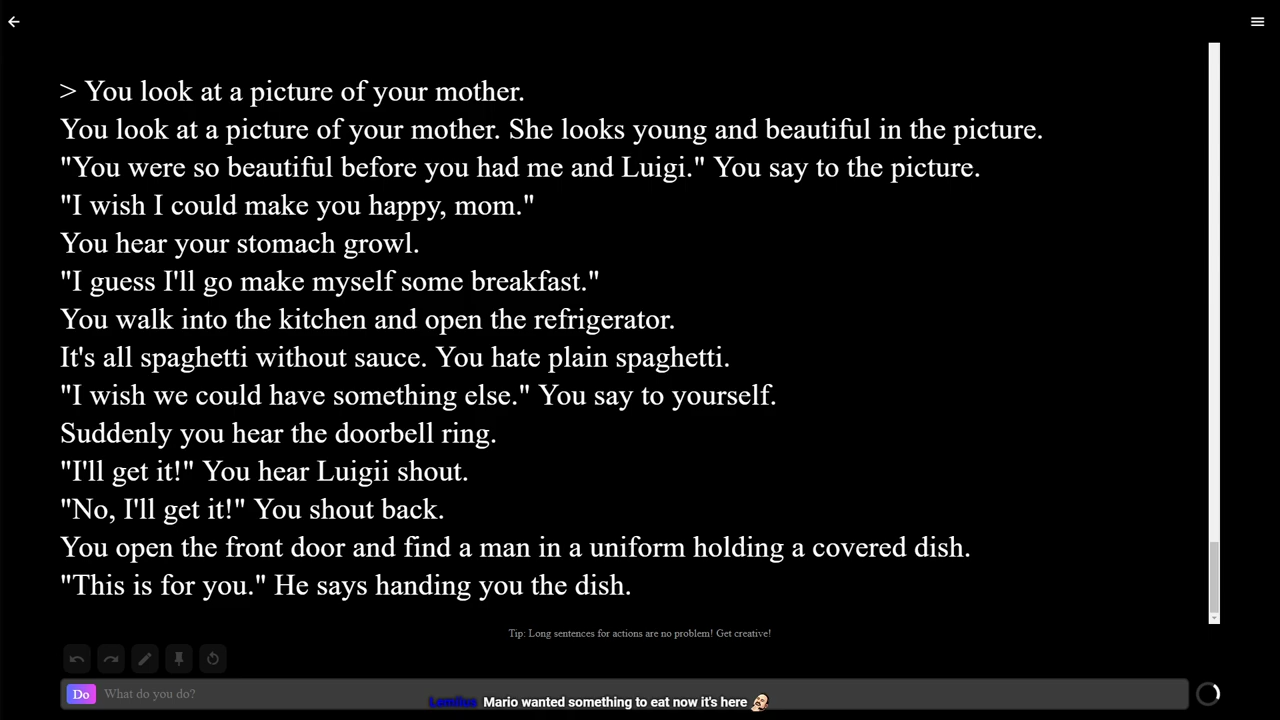 > You look at a picture of your mother.
You look at a picture of your mother. She looks young and beautiful in the picture.
"You were so beautiful before you had me and Luigi." You say to the picture.
"I wish I could make you happy, mom."
You hear your stomach growl.
"I guess I'll go make myself some breakfast."
You walk into the kitchen and open the refrigerator.
It's all spaghetti without sauce. You hate plain spaghetti.
"I wish we could have something else." You say to yourself.
Suddenly you hear the doorbell ring.
"I'll get it!" You hear Luigii shout.
"No, I'll get it!" You shout back.
You open the front door and find a man in a uniform holding a covered dish.
"This is for you." He says handing you the dish.
Tip: Long sentences for actions are no problem! Get creative!
Do What do you do?
Mario wanted something to eat now it's here